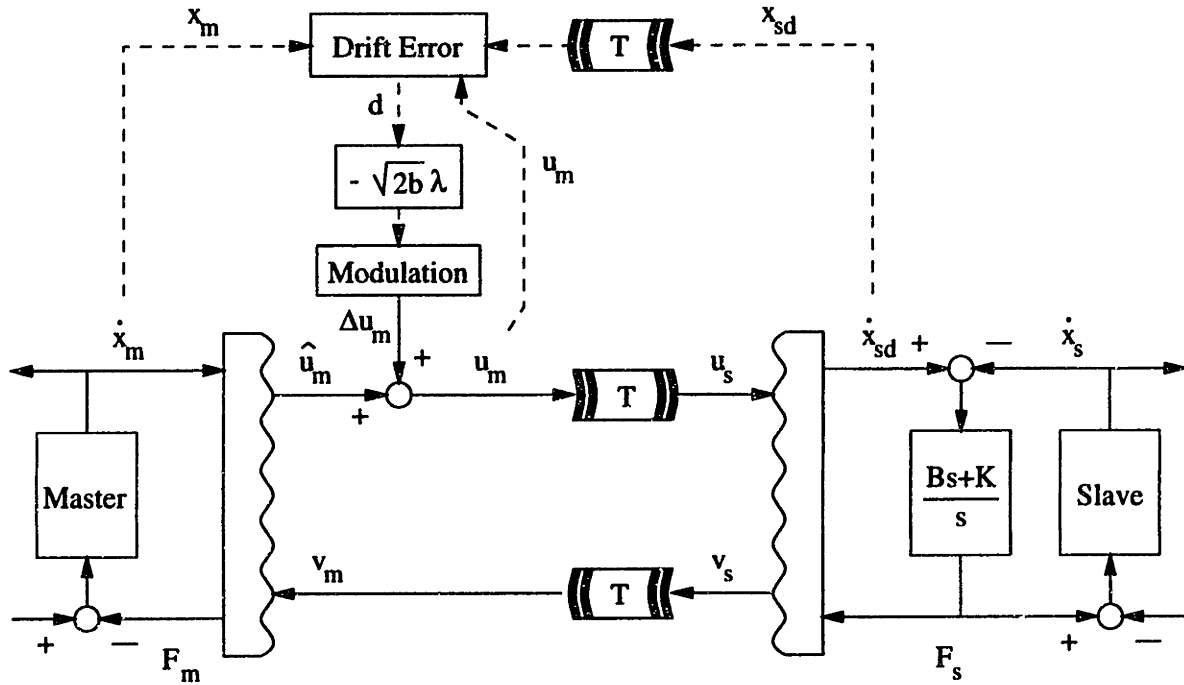 x_m
Drift Error
T
x_sd
d
u_m
- √2b λ
Modulation
Δu_m
ẋ_m
û_m
+
+
u_m
T
u_s
ẋ_sd
+
−
ẋ_s
Master
Bs+K
s
Slave
v_m
T
v_s
+
−
F_m
F_s
+
−